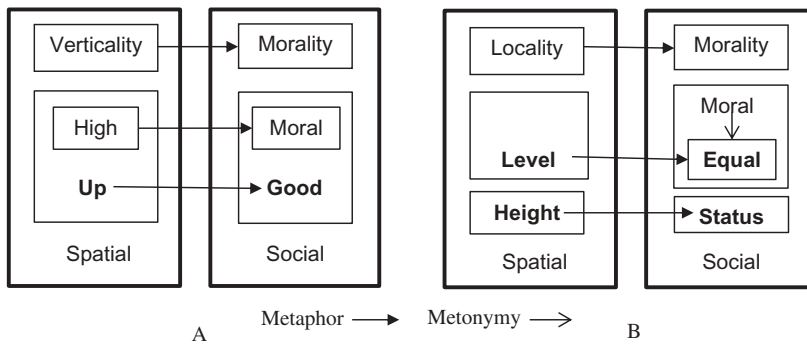 Verticality Morality
High Moral
Up Good
Spatial Social
A
Locality Morality
Moral
Level Equal
Height Status
Spatial Social
B
Metaphor Metonymy